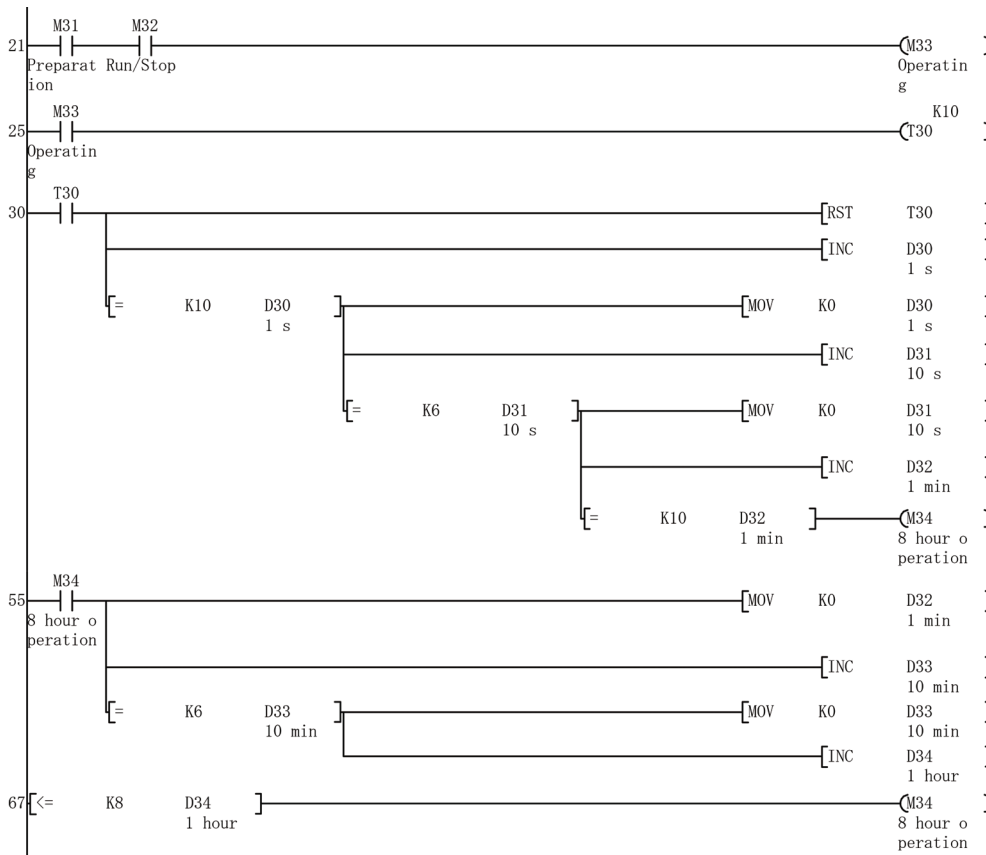 M31 M32
21 (M33 ]
Preparat Run/Stop Operatin
ion g
M33 K10
25 (T30 ]
Operatin
g
T30
30 [RST T30 ]
[INC D30 ]
1 s
[= K10 D30 ] [MOV K0 D30 ]
1 s 1 s
[INC D31 ]
10 s
[= K6 D31 ] [MOV K0 D31 ]
10 s 10 s
[INC D32 ]
1 min
[= K10 D32 ] (M34 ]
1 min 8 hour o
peration
M34
55 [MOV K0 D32 ]
8 hour o 1 min
peration
[INC D33 ]
10 min
[= K6 D33 ] [MOV K0 D33 ]
10 min 10 min
[INC D34 ]
1 hour
67 [<= K8 D34 ] (M34 ]
1 hour 8 hour o
peration